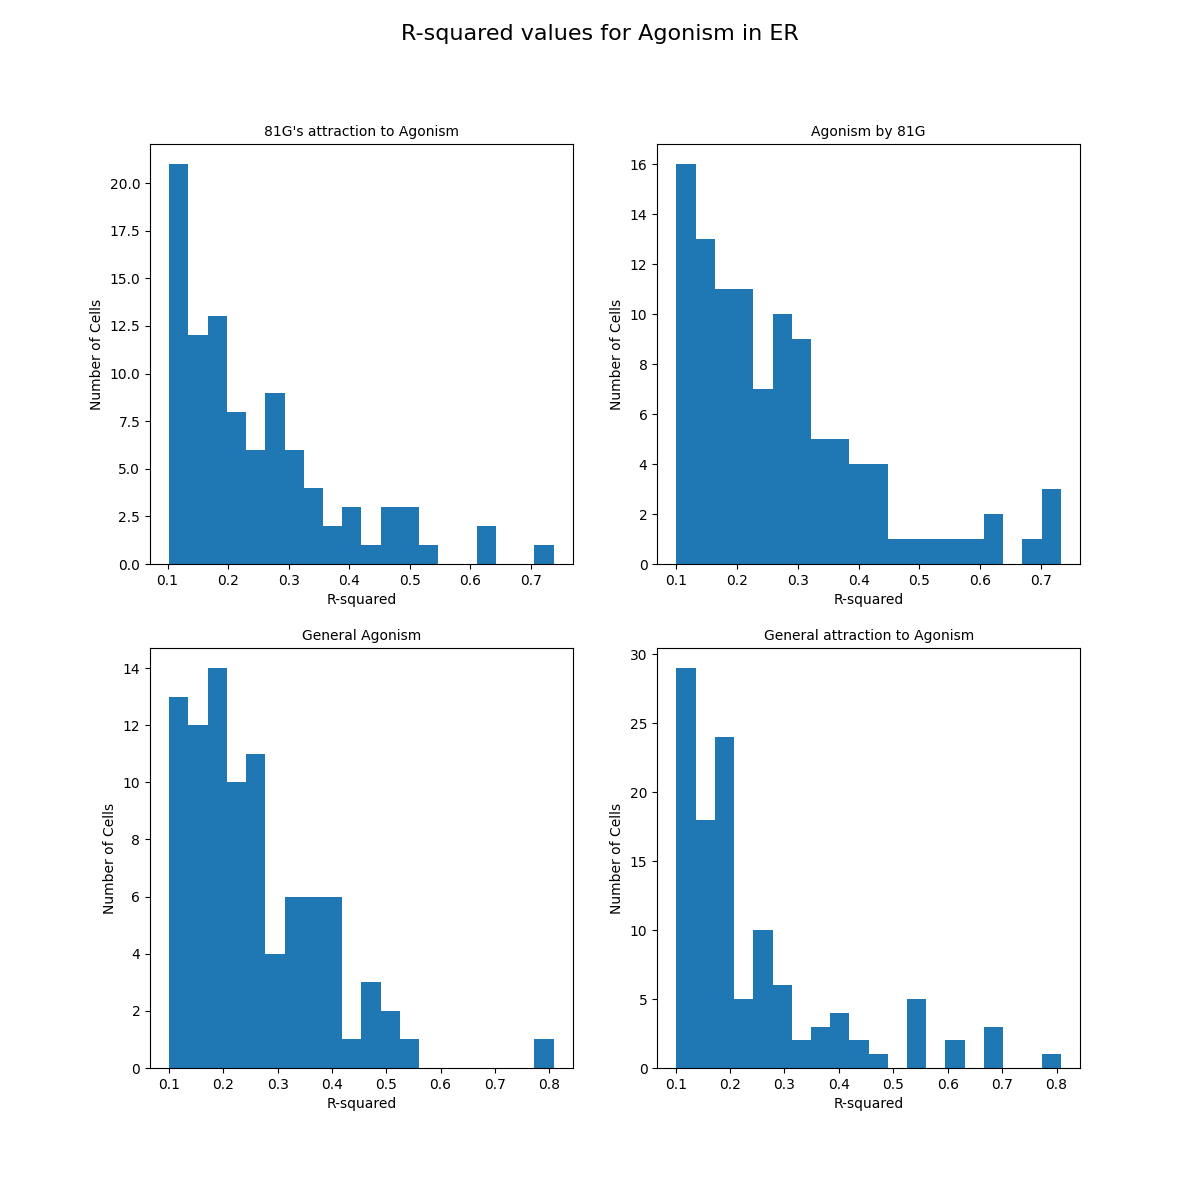 R-squared values for Agonism in ER
81G's attraction to Agonism
Number of Cells
20.0
17.5
15.0
12.5
10.0
7.5
5.0
2.5
0.0
0.1 0.2 0.3 0.4 0.5 0.6 0.7
R-squared
Agonism by 81G
Number of Cells
16
14
12
10
8
6
4
2
0
0.1 0.2 0.3 0.4 0.5 0.6 0.7
R-squared
General Agonism
Number of Cells
14
12
10
8
6
4
2
0
0.1 0.2 0.3 0.4 0.5 0.6 0.7 0.8
R-squared
General attraction to Agonism
Number of Cells
30
25
20
15
10
5
0
0.1 0.2 0.3 0.4 0.5 0.6 0.7 0.8
R-squared